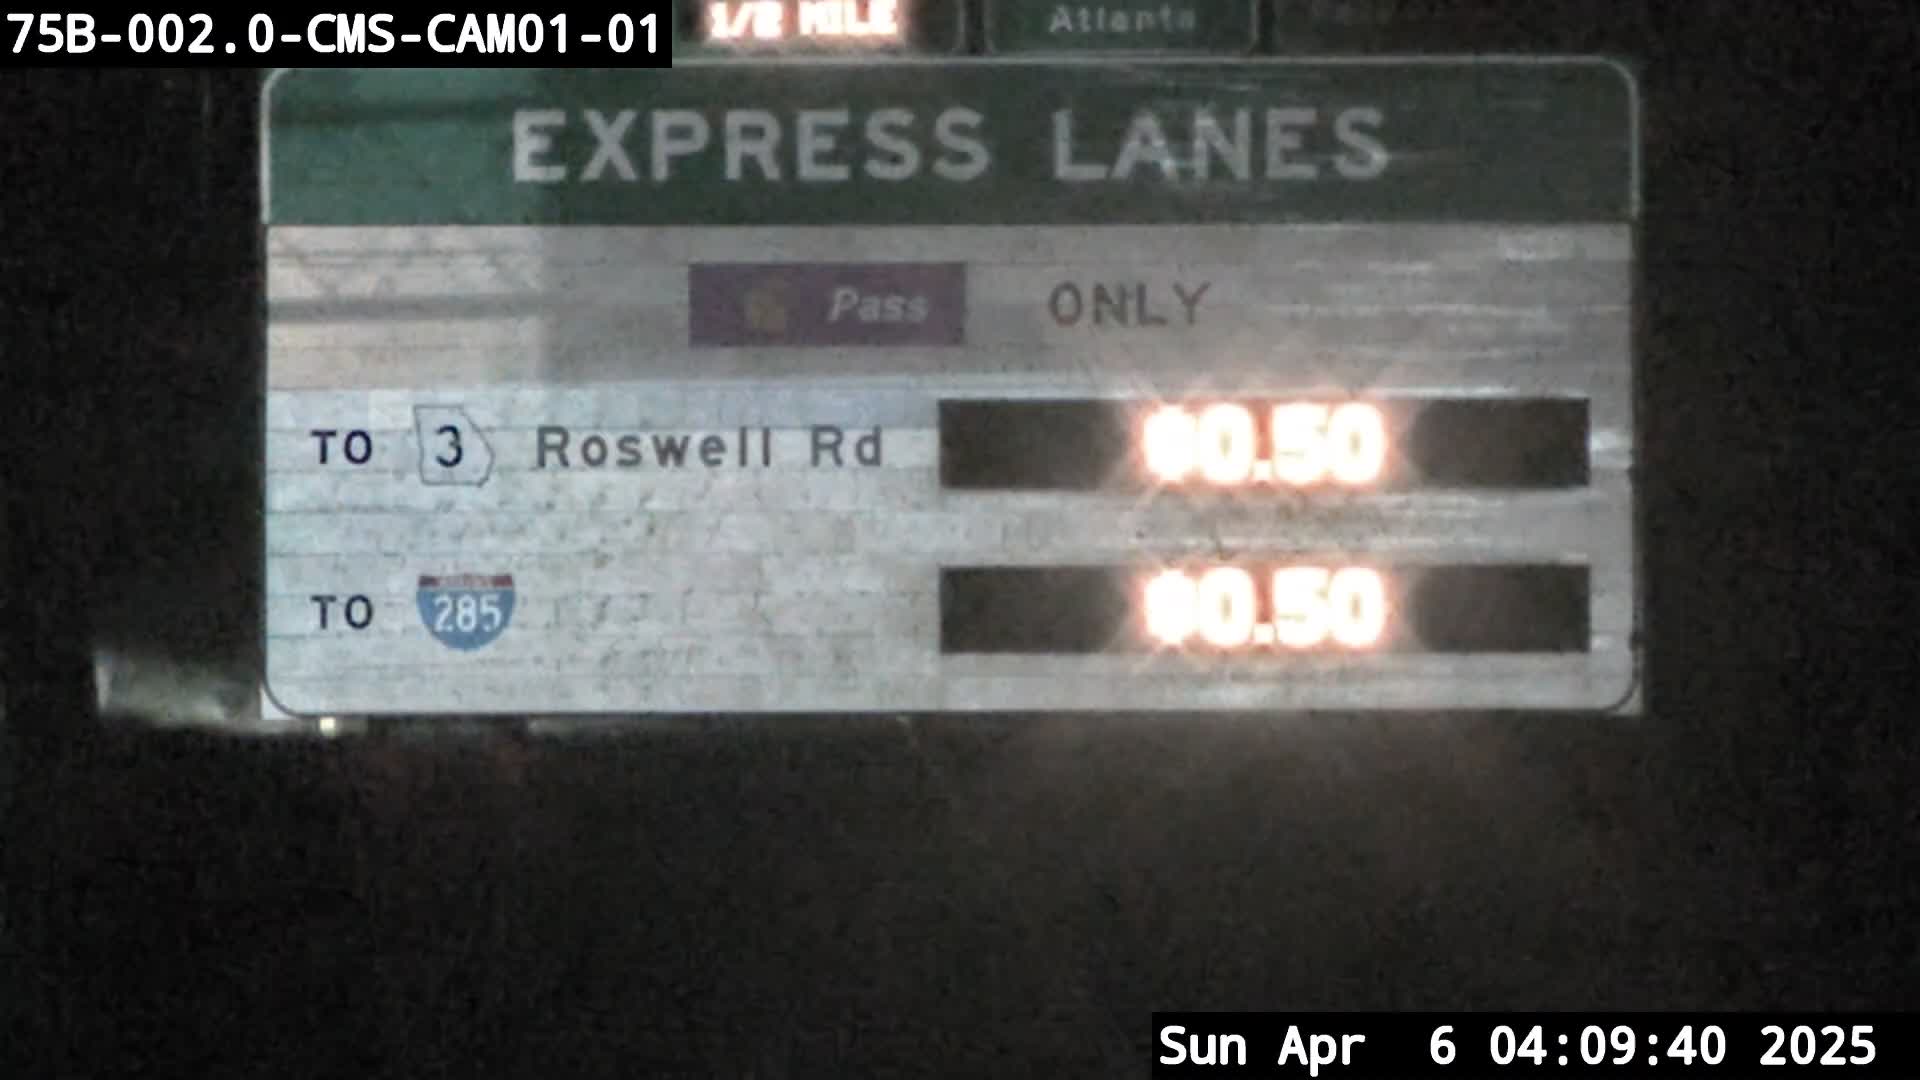 75B-002.0-CMS-CAM01-01
1/2 MILE
Atlanta
EXPRESS LANES
Pass ONLY
TO 3 Roswell Rd $0.50
TO 285 $0.50
Sun Apr 6 04:09:40 2025